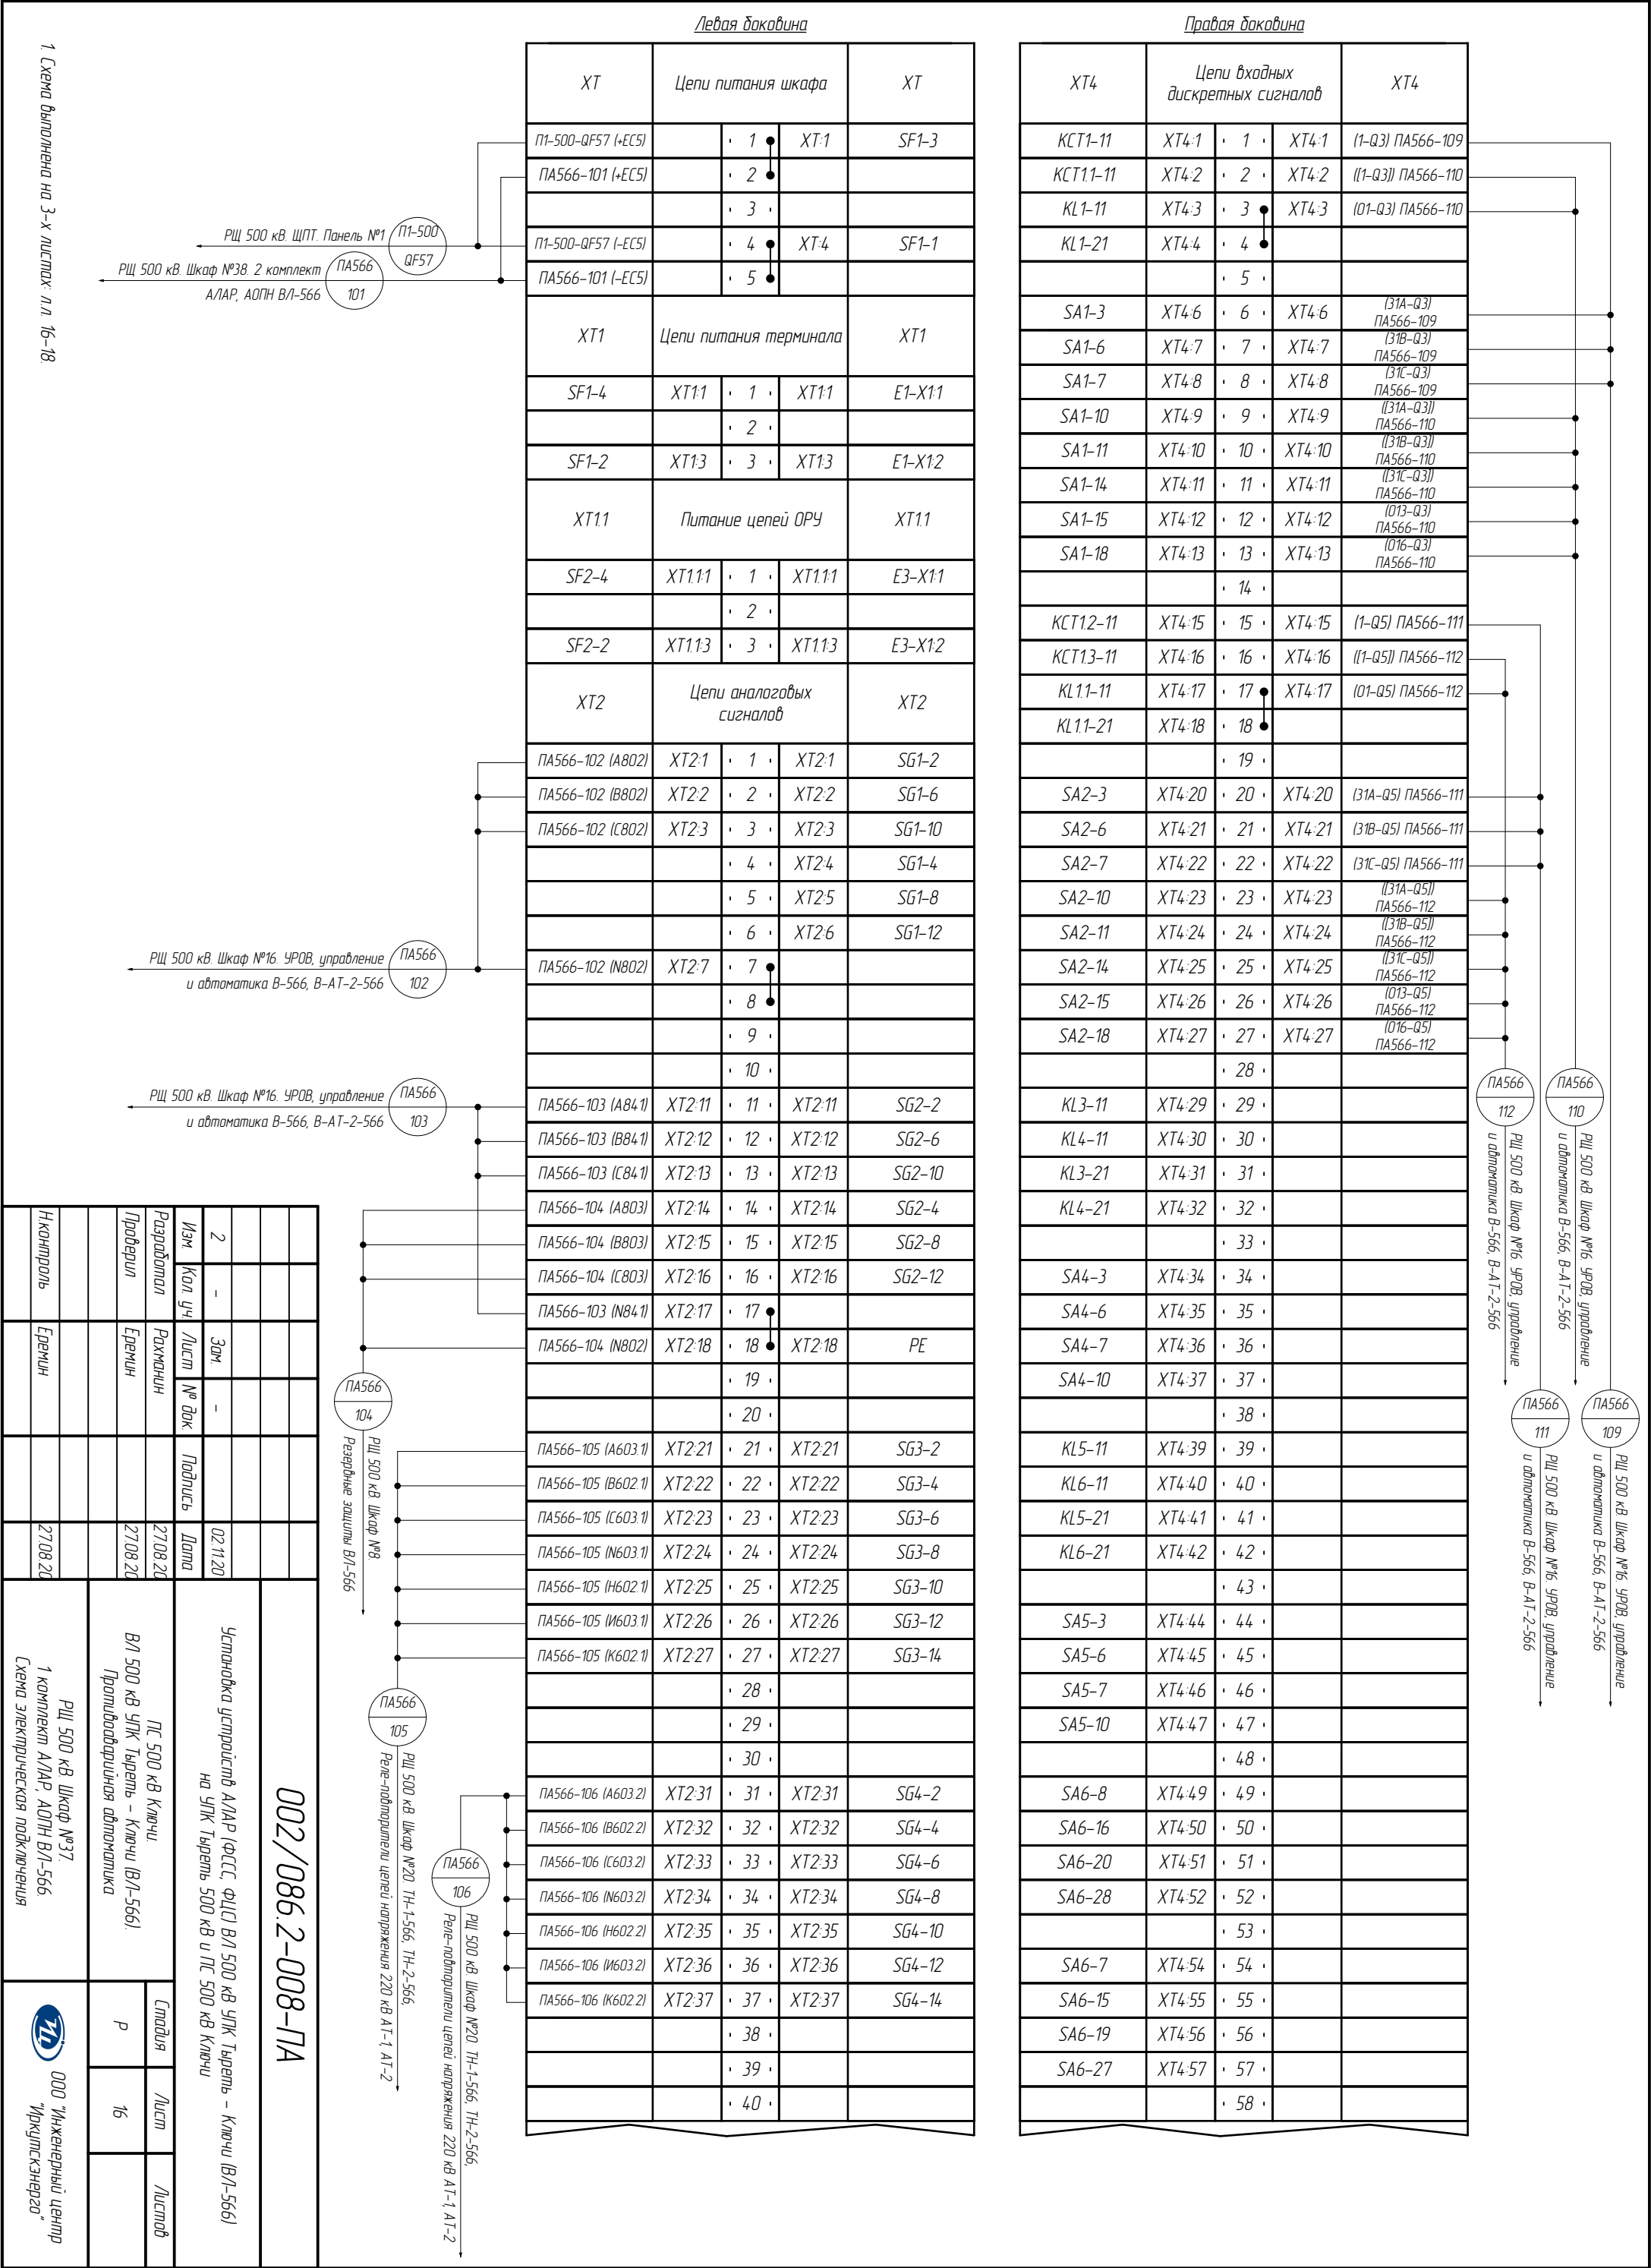 Левая боковина
XT Цепи питания шкафа XT
П1-500-QF57 (+EC5) 1 XT:1 SF1-3
ПА566-101 (+EC5) 2
3
П1-500-QF57 (-EC5) 4 XT:4 SF1-1
ПА566-101 (-EC5) 5
XT1 Цепи питания терминала XT1
SF1-4 XT1:1 1 XT1:1 E1-X1:1
2
SF1-2 XT1:3 3 XT1:3 E1-X1:2
XT1.1 Питание цепей ОРУ XT1.1
SF2-4 XT1.1:1 1 XT1.1:1 E3-X1:1
2
SF2-2 XT1.1:3 3 XT1.1:3 E3-X1:2
XT2 Цепи аналоговых сигналов XT2
ПА566-102 (A802) XT2:1 1 XT2:1 SG1-2
ПА566-102 (B802) XT2:2 2 XT2:2 SG1-6
ПА566-102 (C802) XT2:3 3 XT2:3 SG1-10
4 XT2:4 SG1-4
5 XT2:5 SG1-8
6 XT2:6 SG1-12
ПА566-102 (N802) XT2:7 7
8
9
10
ПА566-103 (A841) XT2:11 11 XT2:11 SG2-2
ПА566-103 (B841) XT2:12 12 XT2:12 SG2-6
ПА566-103 (C841) XT2:13 13 XT2:13 SG2-10
ПА566-104 (A803) XT2:14 14 XT2:14 SG2-4
ПА566-104 (B803) XT2:15 15 XT2:15 SG2-8
ПА566-104 (C803) XT2:16 16 XT2:16 SG2-12
ПА566-103 (N841) XT2:17 17
ПА566-104 (N802) XT2:18 18 XT2:18 PE
19
20
ПА566-105 (A603.1) XT2:21 21 XT2:21 SG3-2
ПА566-105 (B602.1) XT2:22 22 XT2:22 SG3-4
ПА566-105 (C603.1) XT2:23 23 XT2:23 SG3-6
ПА566-105 (N603.1) XT2:24 24 XT2:24 SG3-8
ПА566-105 (H602.1) XT2:25 25 XT2:25 SG3-10
ПА566-105 (И603.1) XT2:26 26 XT2:26 SG3-12
ПА566-105 (K602.1) XT2:27 27 XT2:27 SG3-14
28
29
30
ПА566-106 (A603.2) XT2:31 31 XT2:31 SG4-2
ПА566-106 (B602.2) XT2:32 32 XT2:32 SG4-4
ПА566-106 (C603.2) XT2:33 33 XT2:33 SG4-6
ПА566-106 (N603.2) XT2:34 34 XT2:34 SG4-8
ПА566-106 (H602.2) XT2:35 35 XT2:35 SG4-10
ПА566-106 (И603.2) XT2:36 36 XT2:36 SG4-12
ПА566-106 (K602.2) XT2:37 37 XT2:37 SG4-14
38
39
40
Правая боковина
XT4 Цепи входных дискретных сигналов XT4
KCT1-11 XT4:1 1 XT4:1 (1-Q3) ПА566-109
KCT1.1-11 XT4:2 2 XT4:2 ([1-Q3]) ПА566-110
KL1-11 XT4:3 3 XT4:3 (01-Q3) ПА566-110
KL1-21 XT4:4 4
5
SA1-3 XT4:6 6 XT4:6 (31A-Q3) ПА566-109
SA1-6 XT4:7 7 XT4:7 (31B-Q3) ПА566-109
SA1-7 XT4:8 8 XT4:8 (31C-Q3) ПА566-109
SA1-10 XT4:9 9 XT4:9 ([31A-Q3]) ПА566-110
SA1-11 XT4:10 10 XT4:10 ([31B-Q3]) ПА566-110
SA1-14 XT4:11 11 XT4:11 ([31C-Q3]) ПА566-110
SA1-15 XT4:12 12 XT4:12 (013-Q3) ПА566-110
SA1-18 XT4:13 13 XT4:13 (016-Q3) ПА566-110
14
KCT1.2-11 XT4:15 15 XT4:15 (1-Q5) ПА566-111
KCT1.3-11 XT4:16 16 XT4:16 ([1-Q5]) ПА566-112
KL1.1-11 XT4:17 17 XT4:17 (01-Q5) ПА566-112
KL1.1-21 XT4:18 18
19
SA2-3 XT4:20 20 XT4:20 (31A-Q5) ПА566-111
SA2-6 XT4:21 21 XT4:21 (31B-Q5) ПА566-111
SA2-7 XT4:22 22 XT4:22 (31C-Q5) ПА566-111
SA2-10 XT4:23 23 XT4:23 ([31A-Q5]) ПА566-112
SA2-11 XT4:24 24 XT4:24 ([31B-Q5]) ПА566-112
SA2-14 XT4:25 25 XT4:25 ([31C-Q5]) ПА566-112
SA2-15 XT4:26 26 XT4:26 (013-Q5) ПА566-112
SA2-18 XT4:27 27 XT4:27 (016-Q5) ПА566-112
28
KL3-11 XT4:29 29
KL4-11 XT4:30 30
KL3-21 XT4:31 31
KL4-21 XT4:32 32
33
SA4-3 XT4:34 34
SA4-6 XT4:35 35
SA4-7 XT4:36 36
SA4-10 XT4:37 37
38
KL5-11 XT4:39 39
KL6-11 XT4:40 40
KL5-21 XT4:41 41
KL6-21 XT4:42 42
43
SA5-3 XT4:44 44
SA5-6 XT4:45 45
SA5-7 XT4:46 46
SA5-10 XT4:47 47
48
SA6-8 XT4:49 49
SA6-16 XT4:50 50
SA6-20 XT4:51 51
SA6-28 XT4:52 52
53
SA6-7 XT4:54 54
SA6-15 XT4:55 55
SA6-19 XT4:56 56
SA6-27 XT4:57 57
58
РЩ 500 кВ. ЩПТ. Панель №1
П1-500
QF57
РЩ 500 кВ. Шкаф №38. 2 комплект
АЛАР, АОПН ВЛ-566
ПА566
101
РЩ 500 кВ. Шкаф №16. УРОВ, управление
и автоматика В-566, В-АТ-2-566
ПА566
102
РЩ 500 кВ. Шкаф №16. УРОВ, управление
и автоматика В-566, В-АТ-2-566
ПА566
103
ПА566
104
РЩ 500 кВ. Шкаф №8.
Резервные защиты ВЛ-566
ПА566
105
РЩ 500 кВ. Шкаф №20. ТН-1-566, ТН-2-566,
Реле-повторители цепей напряжения 220 кВ АТ-1, АТ-2
ПА566
106
РЩ 500 кВ. Шкаф №20. ТН-1-566, ТН-2-566,
Реле-повторители цепей напряжения 220 кВ АТ-1, АТ-2
ПА566
112
РЩ 500 кВ. Шкаф №16. УРОВ, управление
и автоматика В-566, В-АТ-2-566
ПА566
110
РЩ 500 кВ. Шкаф №16. УРОВ, управление
и автоматика В-566, В-АТ-2-566
ПА566
111
РЩ 500 кВ. Шкаф №16. УРОВ, управление
и автоматика В-566, В-АТ-2-566
ПА566
109
РЩ 500 кВ. Шкаф №16. УРОВ, управление
и автоматика В-566, В-АТ-2-566
1. Схема выполнена на 3-х листах: л.л. 16-18.
002/086.2-008-ПА
Установка устройств АЛАР (ФССС, ФЦС) ВЛ 500 кВ УПК Тыреть - Ключи (ВЛ-566)
на УПК Тыреть 500 кВ и ПС 500 кВ Ключи
2 - Зам. - 02.11.20
Изм. Кол. уч. Лист № док. Подпись Дата
Разработал Рахманин 27.08.20
Проверил Еремин 27.08.20
Н.контроль Еремин 27.08.20
ПС 500 кВ Ключи.
ВЛ 500 кВ УПК Тыреть - Ключи (ВЛ-566).
Противоаварийная автоматика
Стадия Лист Листов
Р 16
РЩ 500 кВ. Шкаф №37.
1 комплект АЛАР, АОПН ВЛ-566.
Схема электрическая подключения
ООО "Инженерный центр
"Иркутскэнерго"